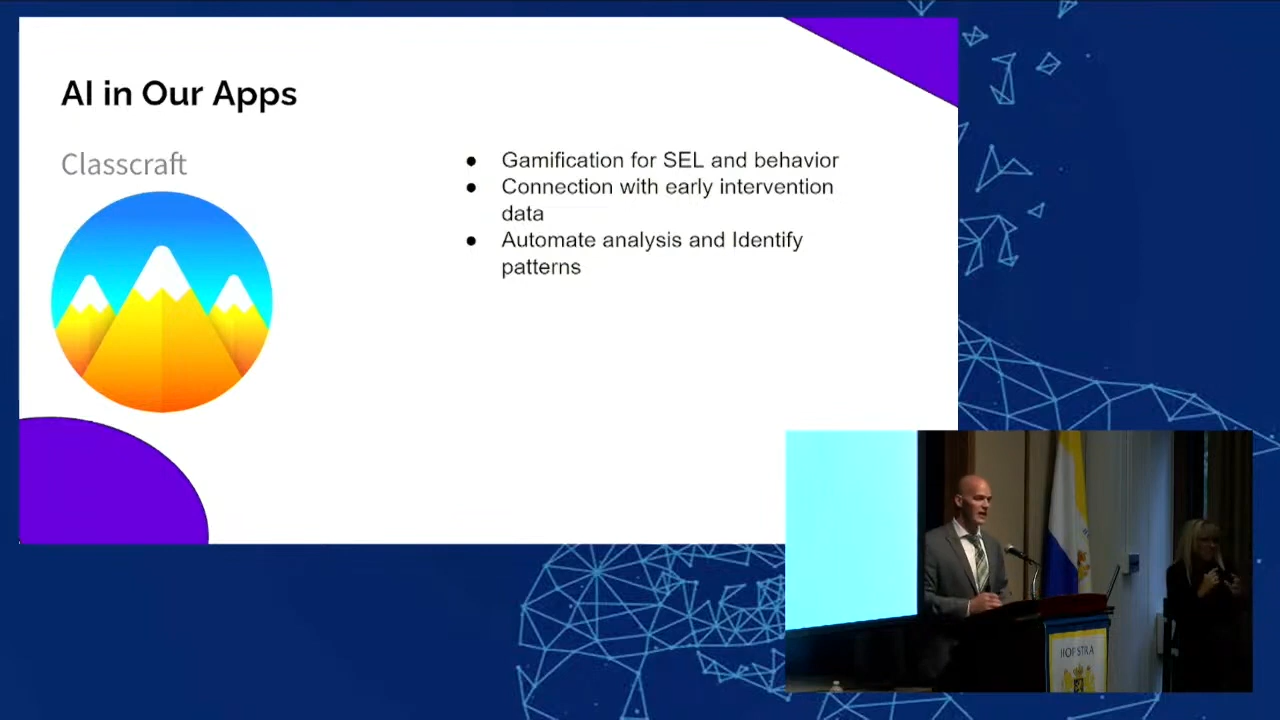 AI in Our Apps
Classcraft
● Gamification for SEL and behavior
● Connection with early intervention
data
● Automate analysis and Identify
patterns
HOFSTRA